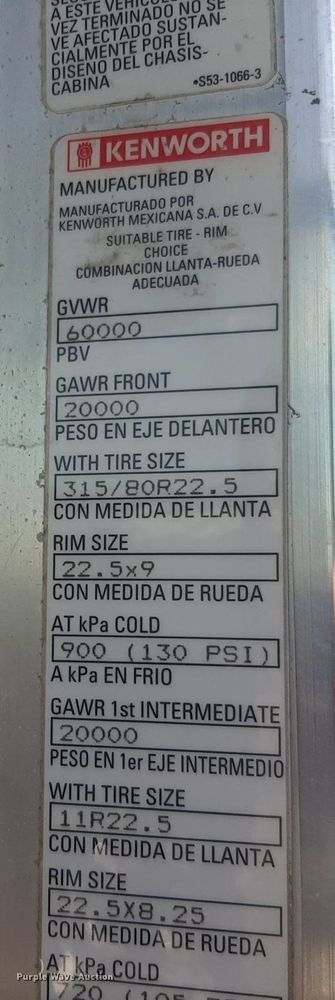 A ESTE VEHICULO
VEZ TERMINADO NO SE
VE AFECTADO SUSTAN-
CIALMENTE POR EL
DISENO DEL CHASIS-
CABINA
•S53-1066-3
KENWORTH
MANUFACTURED BY
MANUFACTURADO POR
KENWORTH MEXICANA S.A. DE C.V
SUITABLE TIRE - RIM
CHOICE
COMBINACION LLANTA-RUEDA
ADECUADA
GVWR
60000
PBV
GAWR FRONT
20000
PESO EN EJE DELANTERO
WITH TIRE SIZE
315/80R22.5
CON MEDIDA DE LLANTA
RIM SIZE
22.5x9
CON MEDIDA DE RUEDA
AT kPa COLD
900 (130 PSI)
A kPa EN FRIO
GAWR 1st INTERMEDIATE
20000
PESO EN 1er EJE INTERMEDIO
WITH TIRE SIZE
11R22.5
CON MEDIDA DE LLANTA
RIM SIZE
22.5X8.25
CON MEDIDA DE RUEDA
AT kPa COLD
Purple Wave Auction
720 (105